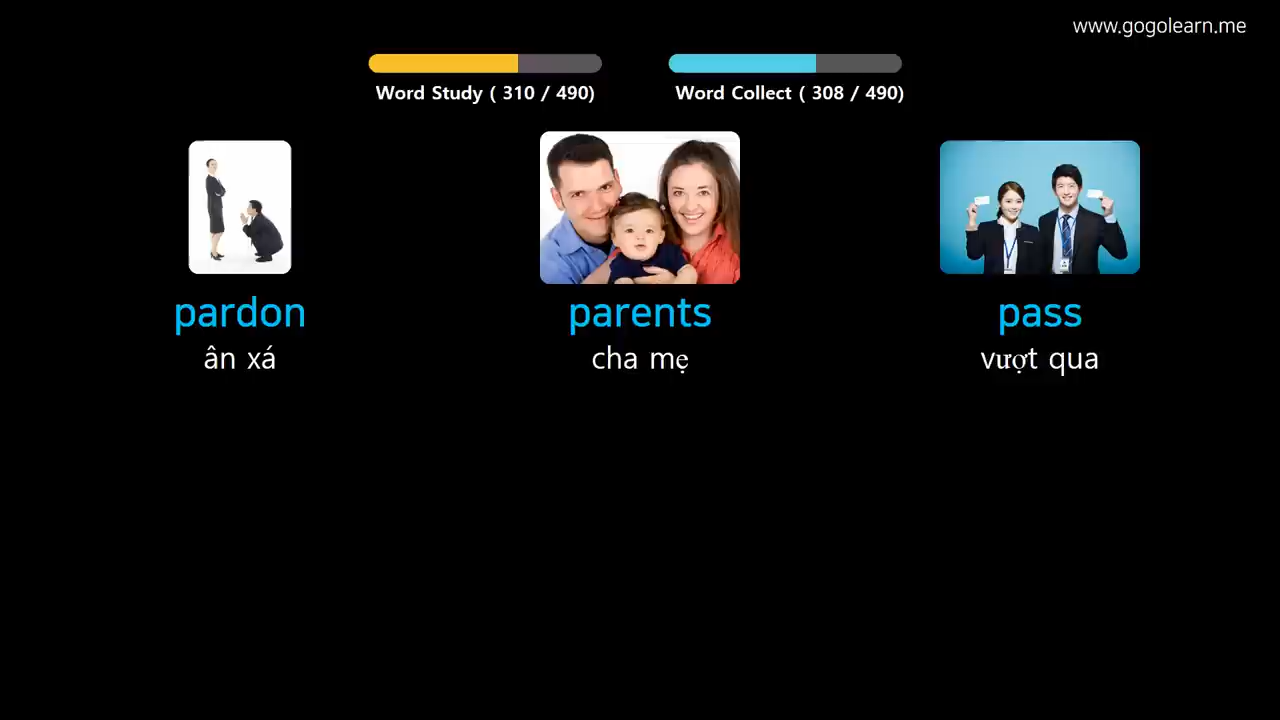 www.gogolearn.me
Word Study ( 310 / 490)
Word Collect ( 308 / 490)
pardon
ân xá
parents
cha mẹ
pass
vượt qua